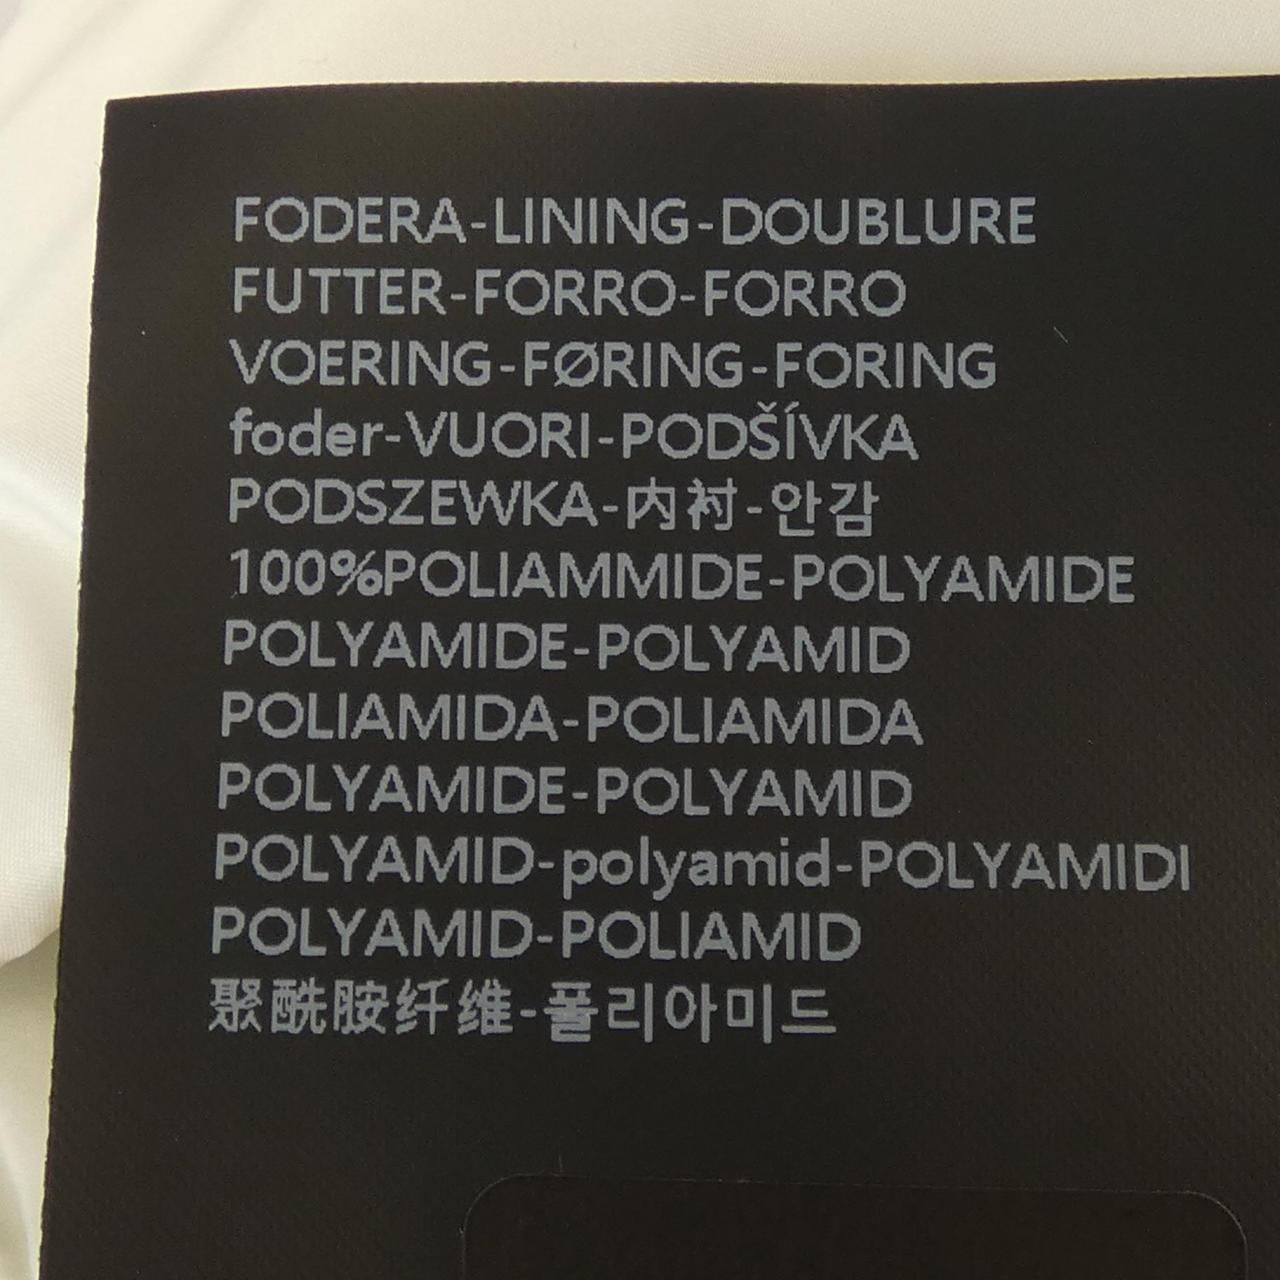 FODERA-LINING-DOUBLURE
FUTTER-FORRO-FORRO
VOERING-FØRING-FORING
foder-VUORI-PODŠÍVKA
PODSZEWKA-内衬-안감
100%POLIAMMIDE-POLYAMIDE
POLYAMIDE-POLYAMID
POLIAMIDA-POLIAMIDA
POLYAMIDE-POLYAMID
POLYAMID-polyamid-POLYAMIDI
POLYAMID-POLIAMID
聚酰胺纤维-폴리아미드